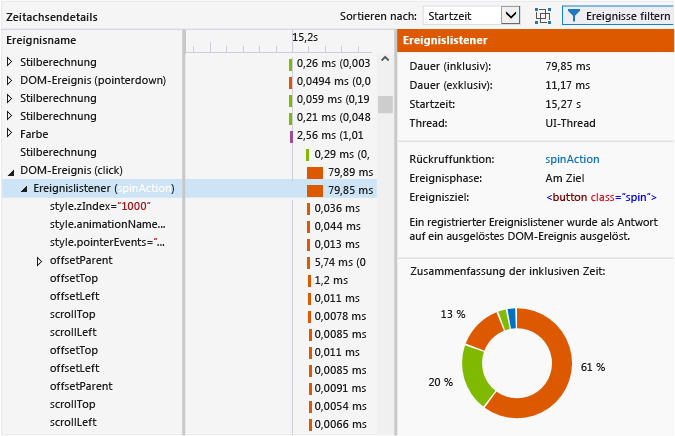 Zeitachsendetails
Sortieren nach: Startzeit Ereignisse filtern
Ereignisname
15,2s
Stilberechnung 0,26 ms (0,003
DOM-Ereignis (pointerdown) 0,0494 ms (0,0
Stilberechnung 0,059 ms (0,19
Stilberechnung 0,21 ms (0,048
Farbe 2,56 ms (1,01
Stilberechnung 0,29 ms (0,
DOM-Ereignis (click) 79,89 ms
Ereignislistener (spinAction) 79,85 ms
style.zIndex="1000" 0,036 ms
style.animationName... 0,044 ms
style.pointerEvents="... 0,013 ms
offsetParent 5,74 ms (0
offsetTop 1,2 ms
offsetLeft 0,011 ms
scrollTop 0,0078 ms
scrollLeft 0,0085 ms
offsetTop 0,011 ms
offsetLeft 0,0085 ms
offsetParent 0,0091 ms
scrollTop 0,0054 ms
scrollLeft 0,0066 ms
Ereignislistener
Dauer (inklusiv): 79,85 ms
Dauer (exklusiv): 11,17 ms
Startzeit: 15,27 s
Thread: UI-Thread
Rückruffunktion: spinAction
Ereignisphase: Am Ziel
Ereignisziel: <button class="spin">
Ein registrierter Ereignislistener wurde als Antwort
auf ein ausgelöstes DOM-Ereignis ausgelöst.
Zusammenfassung der inklusiven Zeit:
13 %
61 %
20 %